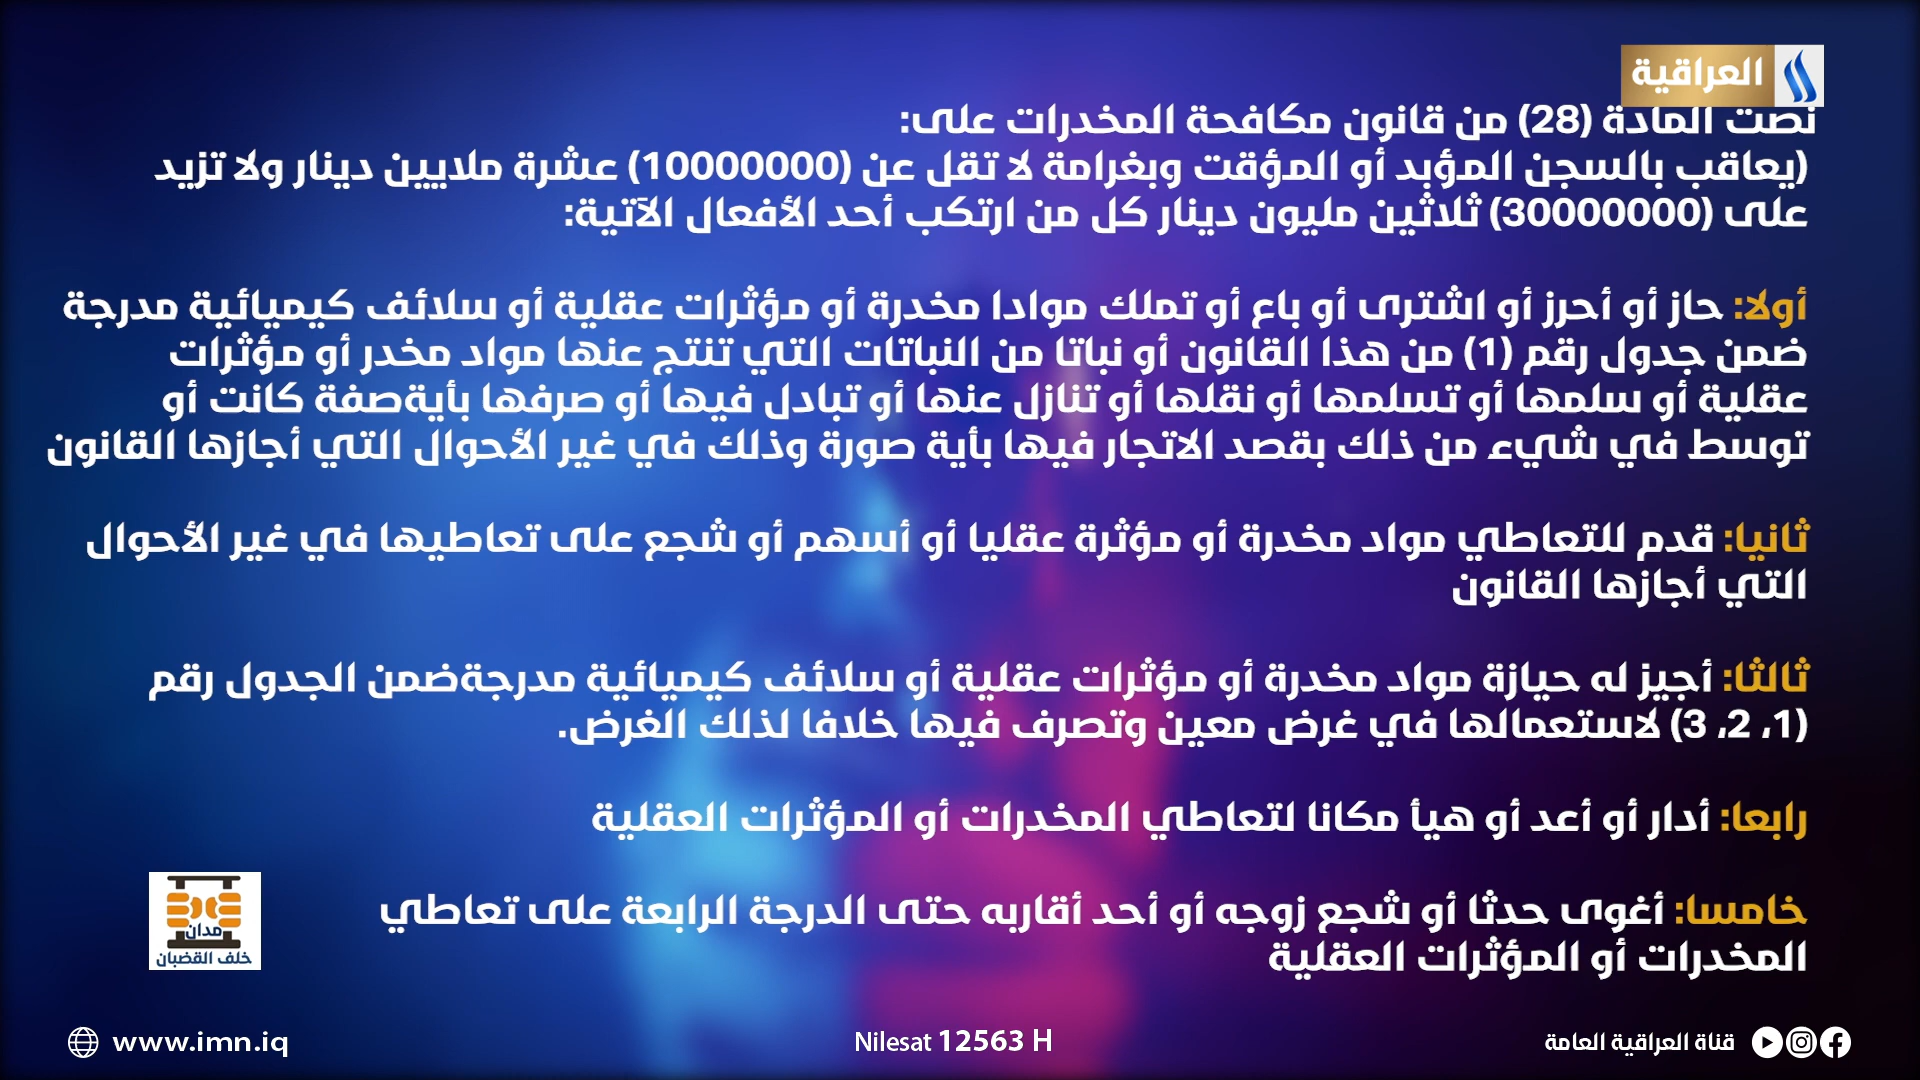 العراقية
نصت المادة (28) من قانون مكافحة المخدرات على:
(يعاقب بالسجن المؤبد أو المؤقت وبغرامة لا تقل عن (10000000) عشرة ملايين دينار ولا تزيد
على (30000000) ثلاثين مليون دينار كل من ارتكب أحد الأفعال الآتية:
أولا: حاز أو أحرز أو اشترى أو باع أو تملك موادا مخدرة أو مؤثرات عقلية أو سلائف كيميائية مدرجة
ضمن جدول رقم (1) من هذا القانون أو نباتا من النباتات التي تنتج عنها مواد مخدر أو مؤثرات
عقلية أو سلمها أو تسلمها أو نقلها أو تنازل عنها أو تبادل فيها أو صرفها بأيةصفة كانت أو
توسط في شيء من ذلك بقصد الاتجار فيها بأية صورة وذلك في غير الأحوال التي أجازها القانون
ثانيا: قدم للتعاطي مواد مخدرة أو مؤثرة عقليا أو أسهم أو شجع على تعاطيها في غير الأحوال
التي أجازها القانون
ثالثا: أجيز له حيازة مواد مخدرة أو مؤثرات عقلية أو سلائف كيميائية مدرجةضمن الجدول رقم
(1، 2، 3) لاستعمالها في غرض معين وتصرف فيها خلافا لذلك الغرض.
رابعا: أدار أو أعد أو هيأ مكانا لتعاطي المخدرات أو المؤثرات العقلية
خامسا: أغوى حدثا أو شجع زوجه أو أحد أقاربه حتى الدرجة الرابعة على تعاطي
المخدرات أو المؤثرات العقلية
مدان
خلف القضبان
قناة العراقية العامة
Nilesat 12563 H
www.imn.iq